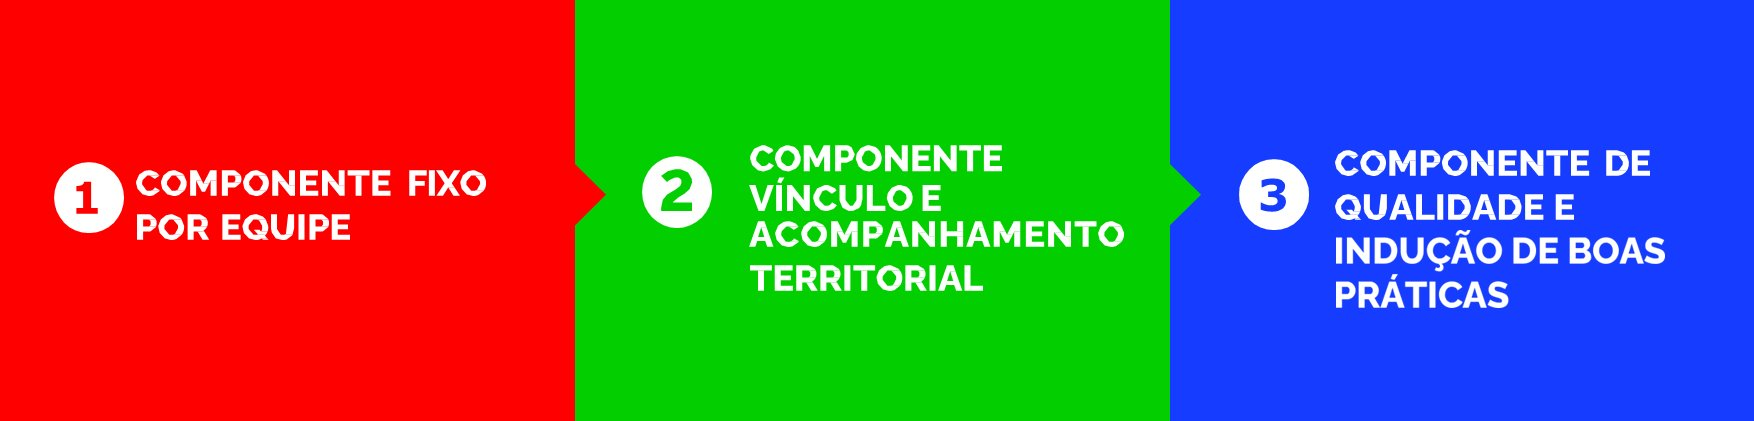 1
COMPONENTE FIXO
POR EQUIPE
2
COMPONENTE
VÍNCULO E
ACOMPANHAMENTO
TERRITORIAL
3
COMPONENTE DE
QUALIDADE E
INDUÇÃO DE BOAS
PRÁTICAS